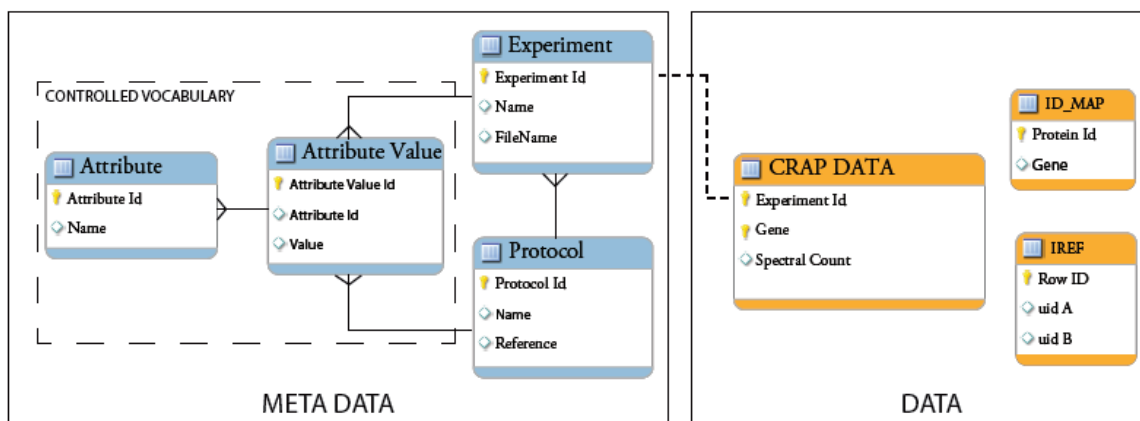 CONTROLLED VOCABULARY
Attribute
Attribute Id
Name
Attribute Value
Attribute Value Id
Attribute Id
Value
Experiment
Experiment Id
Name
FileName
Protocol
Protocol Id
Name
Reference
META DATA
CRAP DATA
Experiment Id
Gene
Spectral Count
ID_MAP
Protein Id
Gene
IREF
Row ID
uid A
uid B
DATA